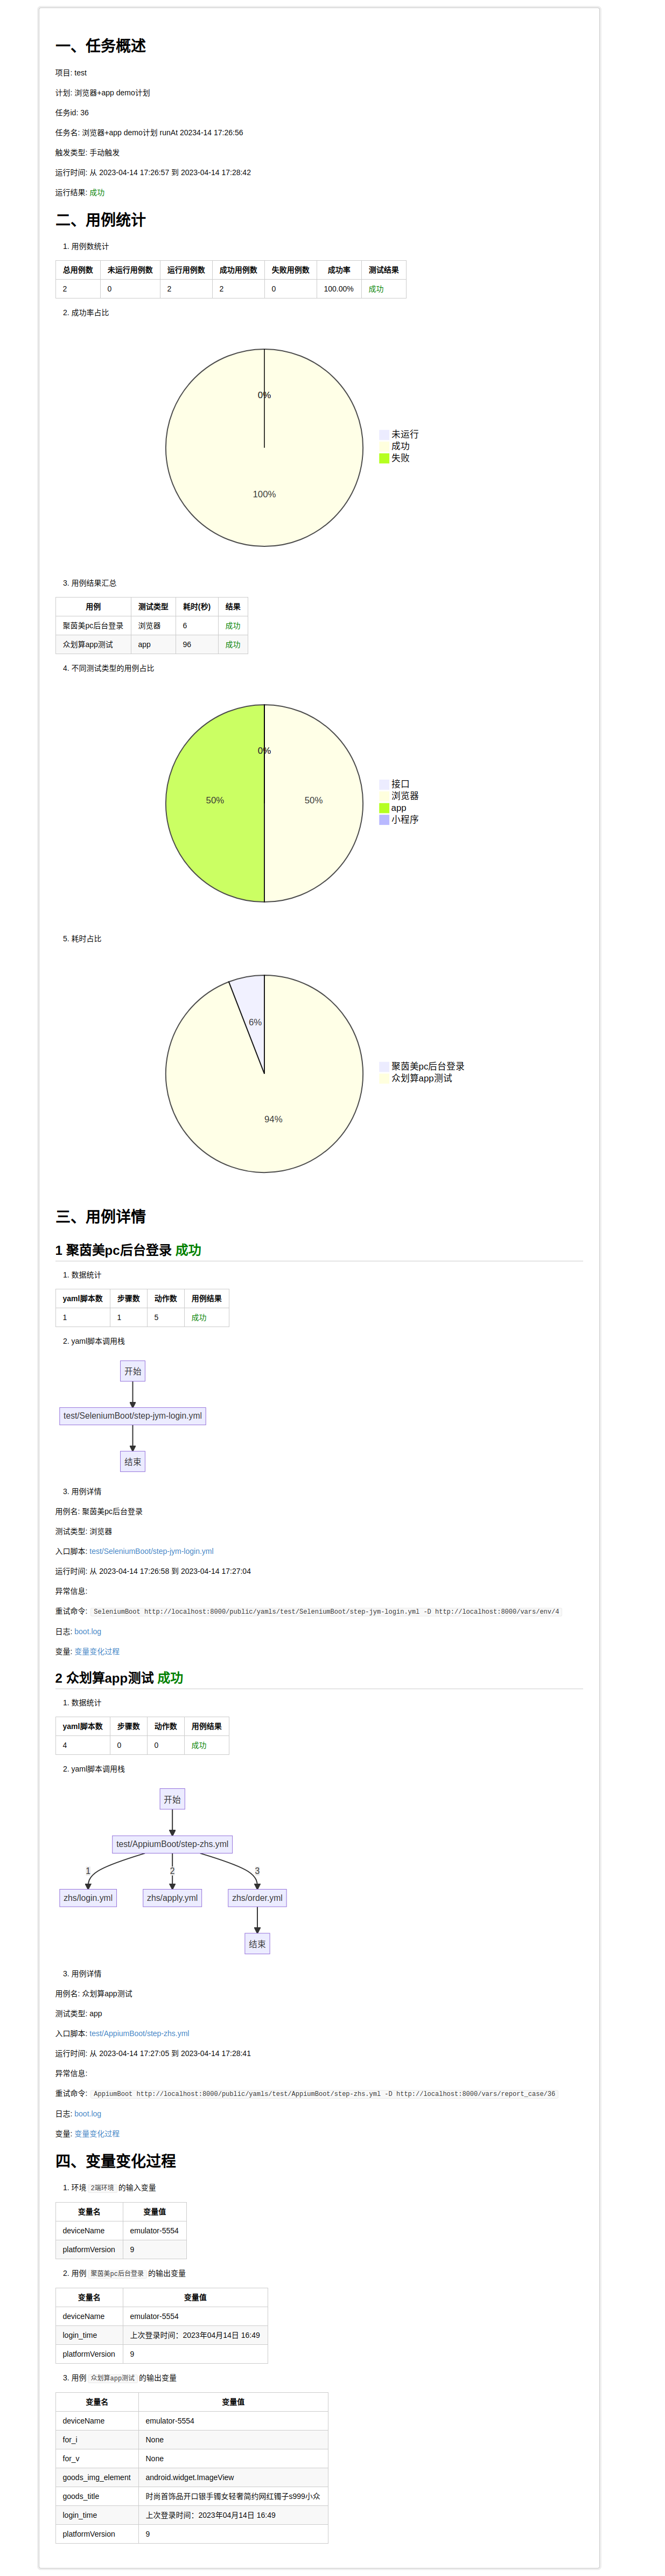 一、任务概述
项目: test
计划: 浏览器+app demo计划
任务id: 36
任务名: 浏览器+app demo计划 runAt 20234-14 17:26:56
触发类型: 手动触发
运行时间: 从 2023-04-14 17:26:57 到 2023-04-14 17:28:42
运行结果: 成功
二、用例统计
1. 用例数统计
总用例数 未运行用例数 运行用例数 成功用例数 失败用例数 成功率 测试结果
2 0 2 2 0 100.00% 成功
2. 成功率占比
0%
100%
未运行
成功
失败
3. 用例结果汇总
用例 测试类型 耗时(秒) 结果
聚茵美pc后台登录 浏览器 6 成功
众划算app测试 app 96 成功
4. 不同测试类型的用例占比
0%
50% 50%
接口
浏览器
app
小程序
5. 耗时占比
6%
94%
聚茵美pc后台登录
众划算app测试
三、用例详情
1 聚茵美pc后台登录 成功
1. 数据统计
yaml脚本数 步骤数 动作数 用例结果
1 1 5 成功
2. yaml脚本调用栈
开始
test/SeleniumBoot/step-jym-login.yml
结束
3. 用例详情
用例名: 聚茵美pc后台登录
测试类型: 浏览器
入口脚本: test/SeleniumBoot/step-jym-login.yml
运行时间: 从 2023-04-14 17:26:58 到 2023-04-14 17:27:04
异常信息:
重试命令: SeleniumBoot http://localhost:8000/public/yamls/test/SeleniumBoot/step-jym-login.yml -D http://localhost:8000/vars/env/4
日志: boot.log
变量: 变量变化过程
2 众划算app测试 成功
1. 数据统计
yaml脚本数 步骤数 动作数 用例结果
4 0 0 成功
2. yaml脚本调用栈
开始
test/AppiumBoot/step-zhs.yml
1 2 3
zhs/login.yml zhs/apply.yml zhs/order.yml
结束
3. 用例详情
用例名: 众划算app测试
测试类型: app
入口脚本: test/AppiumBoot/step-zhs.yml
运行时间: 从 2023-04-14 17:27:05 到 2023-04-14 17:28:41
异常信息:
重试命令: AppiumBoot http://localhost:8000/public/yamls/test/AppiumBoot/step-zhs.yml -D http://localhost:8000/vars/report_case/36
日志: boot.log
变量: 变量变化过程
四、变量变化过程
1. 环境 2端环境 的输入变量
变量名 变量值
deviceName emulator-5554
platformVersion 9
2. 用例 聚茵美pc后台登录 的输出变量
变量名 变量值
deviceName emulator-5554
login_time 上次登录时间：2023年04月14日 16:49
platformVersion 9
3. 用例 众划算app测试 的输出变量
变量名 变量值
deviceName emulator-5554
for_i None
for_v None
goods_img_element android.widget.ImageView
goods_title 时尚首饰品开口银手镯女轻奢简约网红镯子s999小众
login_time 上次登录时间：2023年04月14日 16:49
platformVersion 9